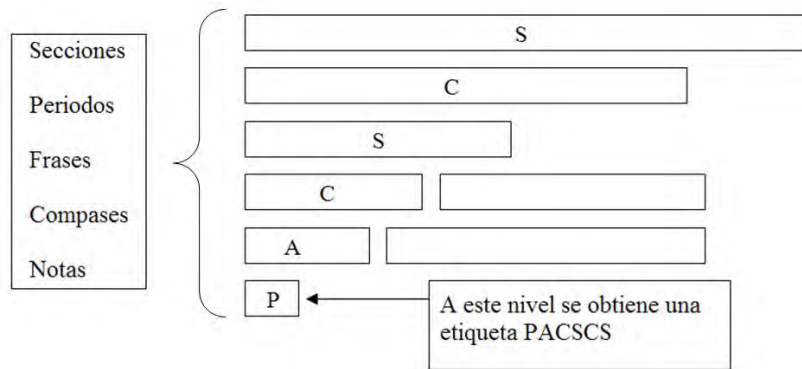 Secciones
Periodos
Frases
Compases
Notas
S
C
S
C
A
P
A este nivel se obtiene una
etiqueta PACSCS